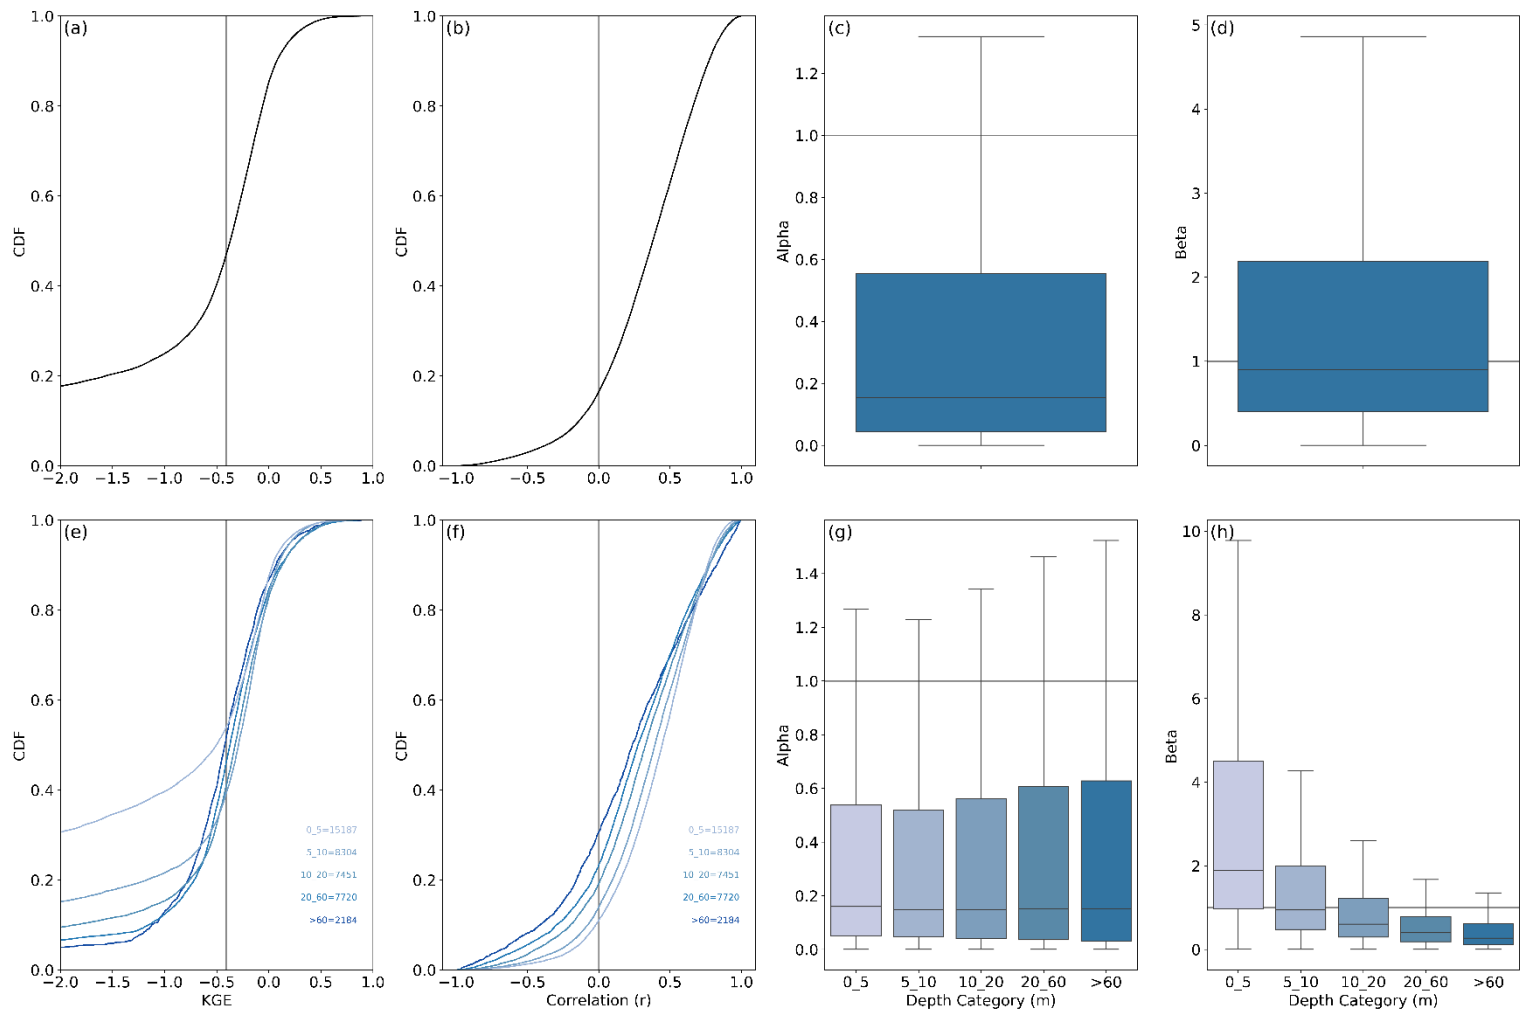 (a)
1.0
0.8
0.6
0.4
0.2
0.0
CDF
−2.0 −1.5 −1.0 −0.5 0.0 0.5 1.0
(b)
1.0
0.8
0.6
0.4
0.2
0.0
CDF
−1.0 −0.5 0.0 0.5 1.0
(c)
1.2
1.0
0.8
0.6
0.4
0.2
0.0
Alpha
(d)
5
4
3
2
1
0
Beta
(e)
1.0
0.8
0.6
0.4
0.2
0.0
CDF
0_5=15187
5_10=8304
10_20=7451
20_60=7720
>60=2184
−2.0 −1.5 −1.0 −0.5 0.0 0.5 1.0
KGE
(f)
1.0
0.8
0.6
0.4
0.2
0.0
CDF
0_5=15187
5_10=8304
10_20=7451
20_60=7720
>60=2184
−1.0 −0.5 0.0 0.5 1.0
Correlation (r)
(g)
1.4
1.2
1.0
0.8
0.6
0.4
0.2
0.0
Alpha
0_5 5_10 10_20 20_60 >60
Depth Category (m)
(h)
10
8
6
4
2
0
Beta
0_5 5_10 10_20 20_60 >60
Depth Category (m)